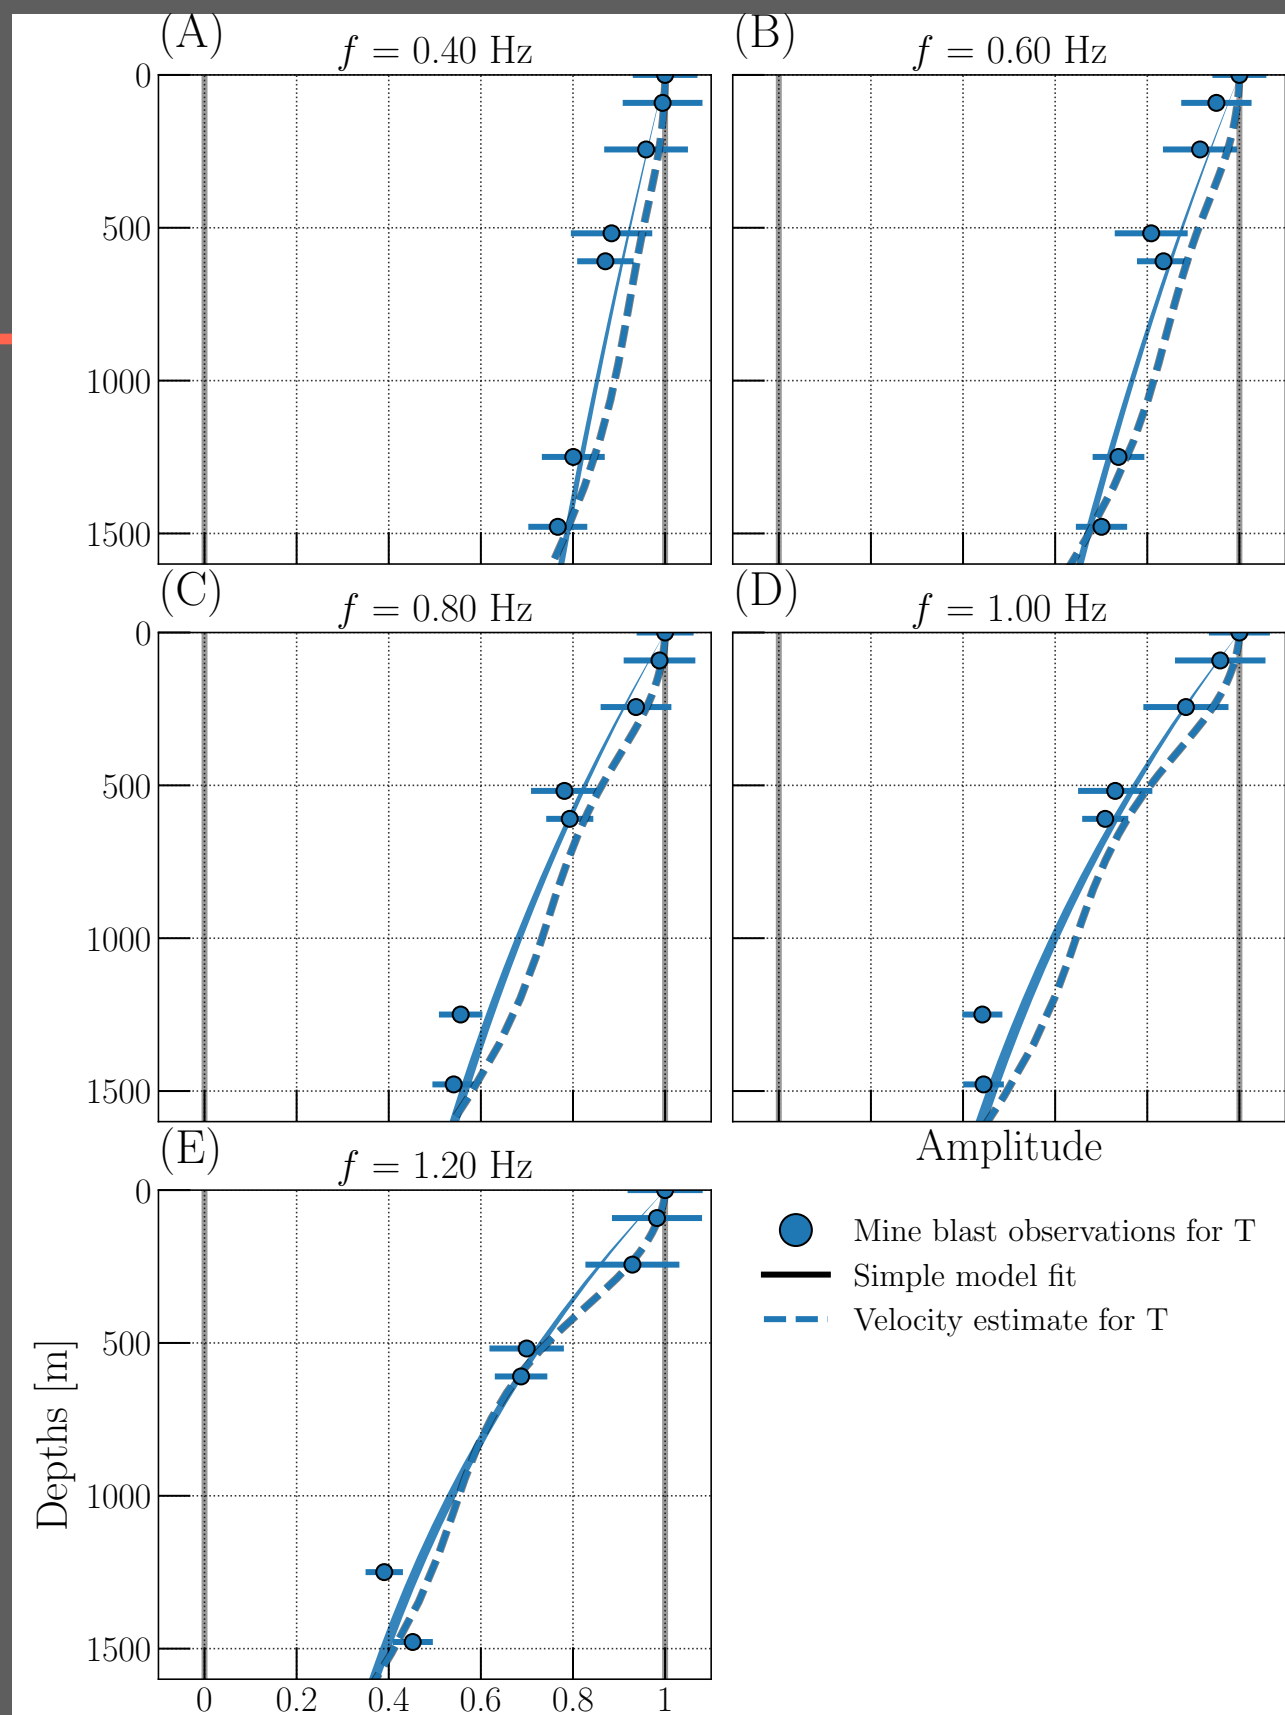 (A)
f = 0.40 Hz
(B)
f = 0.60 Hz
0
500
1000
1500
(C)
f = 0.80 Hz
(D)
f = 1.00 Hz
0
500
1000
1500
Amplitude
(E)
f = 1.20 Hz
0
500
1000
1500
Depths [m]
0 0.2 0.4 0.6 0.8 1
Mine blast observations for T
Simple model fit
Velocity estimate for T